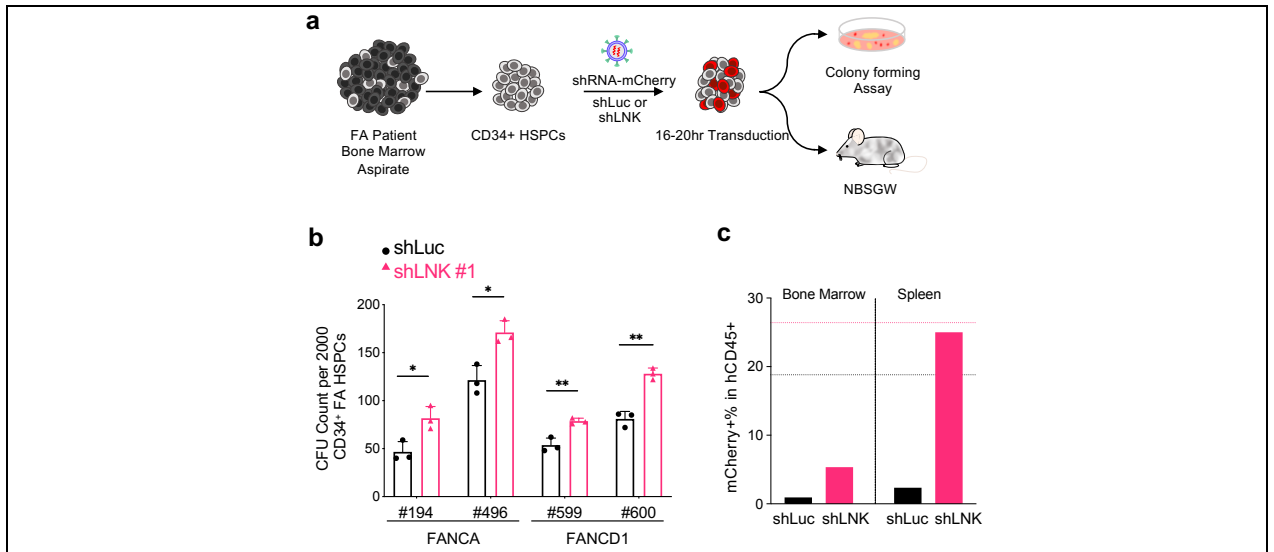 a
shRNA-mCherry
shLuc or
shLNK
FA Patient
Bone Marrow
Aspirate
CD34+ HSPCs
16-20hr Transduction
Colony forming
Assay
NBSGW
b
shLuc
shLNK #1
CFU Count per 2000
CD34⁺ FA HSPCs
200
150
100
50
0
*
*
**
**
#194
#496
#599
#600
FANCA
FANCD1
c
Bone Marrow
Spleen
mCherry+% in hCD45+
30
20
10
0
shLuc
shLNK
shLuc
shLNK